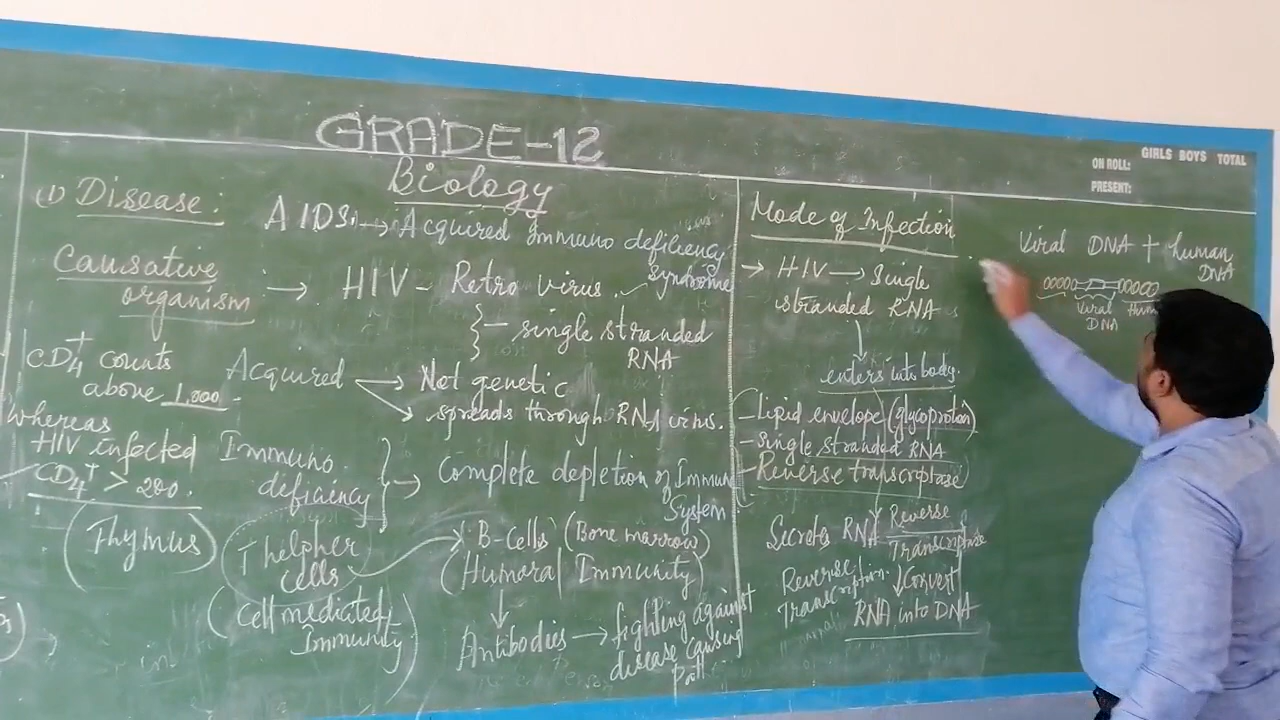 GRADE-12
Biology
GIRLS BOYS TOTAL
ON ROLL:
PRESENT:
(1) Disease:
AIDS. → Acquired Immuno deficiency
Syndrome
Causative
organism → HIV - Retro virus.
single stranded
RNA
CD4+ counts
above 1,000-
Acquired → Not genetic
→ spreads through RNA virus.
whereas
HIV infected
CD4+ > 200.
Immuno
deficiency } → Complete depletion of Immune
System
(Thymus)
T helpher
cells
(Cell mediated
Immunity)
B-Cells (Bone marrow)
(Humoral Immunity)
↓
Antibodies → fighting against
disease causing
Mode of Infection
→ HIV → Single
stranded RNA
↓
enters into body.
- Lipid envelope (glycoprotein)
- Single stranded RNA
- Reverse transcriptase
Secretes RNA Reverse
Transcriptase
Reverse
Transcription. ↓ Convert
RNA into DNA
Viral DNA + human
DNA
Viral
DNA